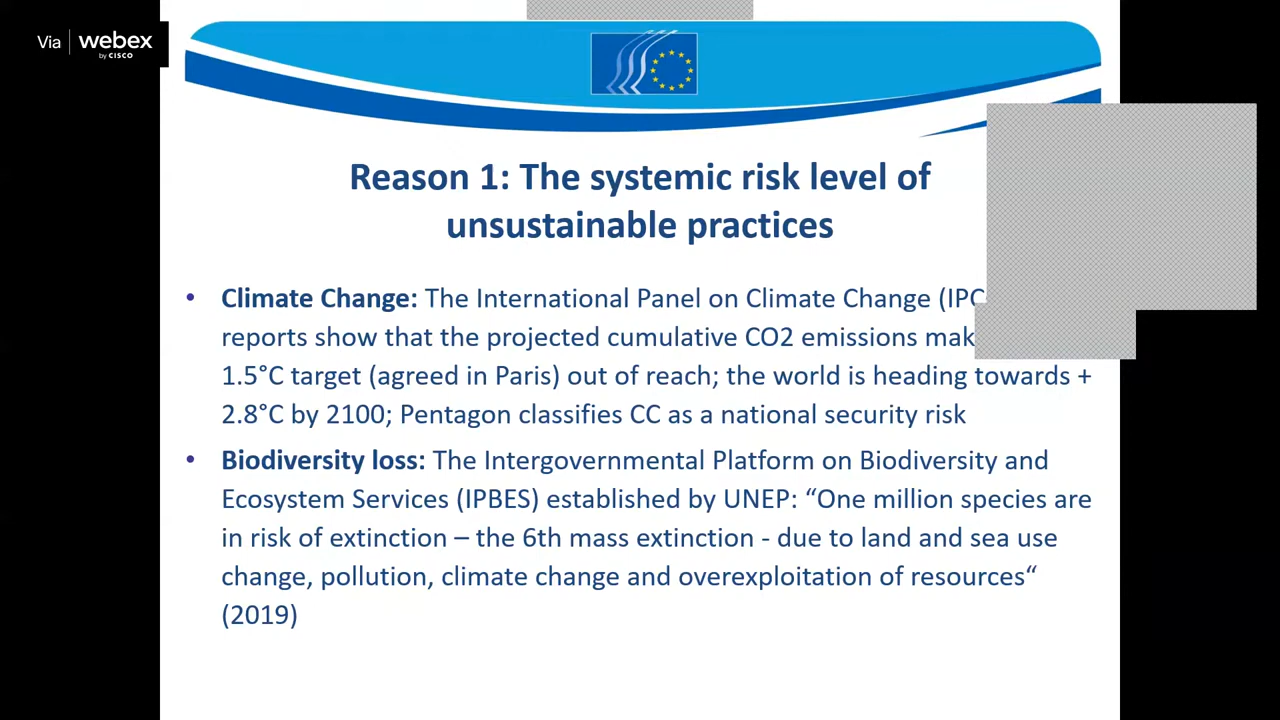 Via webex
by CISCO
Reason 1: The systemic risk level of
unsustainable practices
• Climate Change: The International Panel on Climate Change
reports show that the projected cumulative CO2 emissions
1.5°C target (agreed in Paris) out of reach; the world is heading towards +
2.8°C by 2100; Pentagon classifies CC as a national security risk
• Biodiversity loss: The Intergovernmental Platform on Biodiversity and
Ecosystem Services (IPBES) established by UNEP: “One million species are
in risk of extinction – the 6th mass extinction - due to land and sea use
change, pollution, climate change and overexploitation of resources“
(2019)